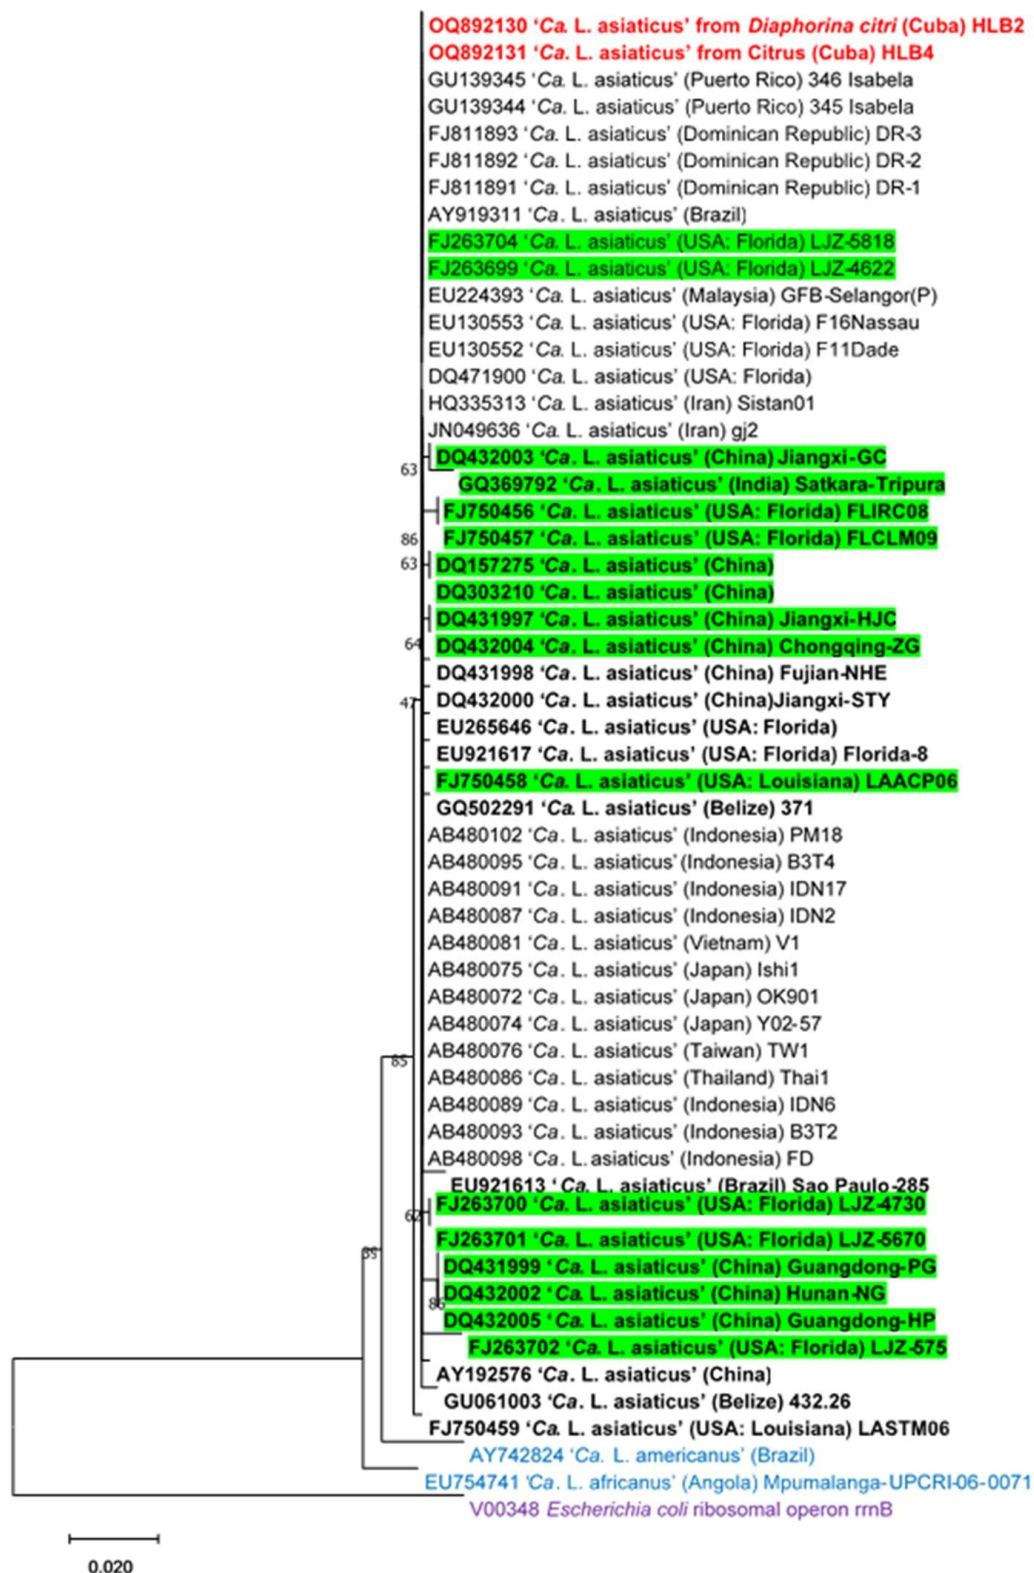 OQ892130 ‘Ca. L. asiaticus’ from Diaphorina citri (Cuba) HLB2
OQ892131 ‘Ca. L. asiaticus’ from Citrus (Cuba) HLB4
GU139345 ‘Ca. L. asiaticus’ (Puerto Rico) 346 Isabela
GU139344 ‘Ca. L. asiaticus’ (Puerto Rico) 345 Isabela
FJ811893 ‘Ca. L. asiaticus’ (Dominican Republic) DR-3
FJ811892 ‘Ca. L. asiaticus’ (Dominican Republic) DR-2
FJ811891 ‘Ca. L. asiaticus’ (Dominican Republic) DR-1
AY919311 ‘Ca. L. asiaticus’ (Brazil)
FJ263704 ‘Ca. L. asiaticus’ (USA: Florida) LJZ-5818
FJ263699 ‘Ca. L. asiaticus’ (USA: Florida) LJZ-4622
EU224393 ‘Ca. L. asiaticus’ (Malaysia) GFB-Selangor(P)
EU130553 ‘Ca. L. asiaticus’ (USA: Florida) F16Nassau
EU130552 ‘Ca. L. asiaticus’ (USA: Florida) F11Dade
DQ471900 ‘Ca. L. asiaticus’ (USA: Florida)
HQ335313 ‘Ca. L. asiaticus’ (Iran) Sistan01
JN049636 ‘Ca. L. asiaticus’ (Iran) gj2
DQ432003 ‘Ca. L. asiaticus’ (China) Jiangxi-GC
63
GQ369792 ‘Ca. L. asiaticus’ (India) Satkara-Tripura
FJ750456 ‘Ca. L. asiaticus’ (USA: Florida) FLIRC08
86 FJ750457 ‘Ca. L. asiaticus’ (USA: Florida) FLCLM09
63 DQ157275 ‘Ca. L. asiaticus’ (China)
DQ303210 ‘Ca. L. asiaticus’ (China)
DQ431997 ‘Ca. L. asiaticus’ (China) Jiangxi-HJC
64 DQ432004 ‘Ca. L. asiaticus’ (China) Chongqing-ZG
DQ431998 ‘Ca. L. asiaticus’ (China) Fujian-NHE
47 DQ432000 ‘Ca. L. asiaticus’ (China)Jiangxi-STY
EU265646 ‘Ca. L. asiaticus’ (USA: Florida)
EU921617 ‘Ca. L. asiaticus’ (USA: Florida) Florida-8
FJ750458 ‘Ca. L. asiaticus’ (USA: Louisiana) LAACP06
GQ502291 ‘Ca. L. asiaticus’ (Belize) 371
AB480102 ‘Ca. L. asiaticus’ (Indonesia) PM18
AB480095 ‘Ca. L. asiaticus’ (Indonesia) B3T4
AB480091 ‘Ca. L. asiaticus’ (Indonesia) IDN17
AB480087 ‘Ca. L. asiaticus’ (Indonesia) IDN2
AB480081 ‘Ca. L. asiaticus’ (Vietnam) V1
AB480075 ‘Ca. L. asiaticus’ (Japan) Ishi1
AB480072 ‘Ca. L. asiaticus’ (Japan) OK901
AB480074 ‘Ca. L. asiaticus’ (Japan) Y02-57
AB480076 ‘Ca. L. asiaticus’ (Taiwan) TW1
85
AB480086 ‘Ca. L. asiaticus’ (Thailand) Thai1
AB480089 ‘Ca. L. asiaticus’ (Indonesia) IDN6
AB480093 ‘Ca. L. asiaticus’ (Indonesia) B3T2
AB480098 ‘Ca. L.asiaticus’ (Indonesia) FD
EU921613 ‘Ca. L. asiaticus’ (Brazil) Sao Paulo-285
FJ263700 ‘Ca. L. asiaticus’ (USA: Florida) LJZ-4730
62
FJ263701 ‘Ca. L. asiaticus’ (USA: Florida) LJZ-5670
DQ431999 ‘Ca. L. asiaticus’ (China) Guangdong-PG
DQ432002 ‘Ca. L. asiaticus’ (China) Hunan-NG
86
DQ432005 ‘Ca. L. asiaticus’ (China) Guangdong-HP
FJ263702 ‘Ca. L. asiaticus’ (USA: Florida) LJZ-575
AY192576 ‘Ca. L. asiaticus’ (China)
GU061003 ‘Ca. L. asiaticus’ (Belize) 432.26
FJ750459 ‘Ca. L. asiaticus’ (USA: Louisiana) LASTM06
AY742824 ‘Ca. L. americanus’ (Brazil)
EU754741 ‘Ca. L. africanus’ (Angola) Mpumalanga-UPCRI-06-0071
V00348 Escherichia coli ribosomal operon rrnB
0.020